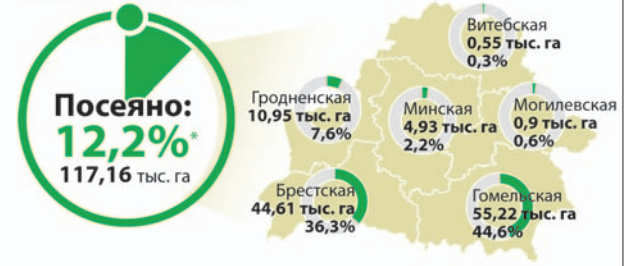 Посеяно:
12,2%*
117,16 тыс. га
Витебская
0,55 тыс. га
0,3%
Гродненская
10,95 тыс. га
7,6%
Минская
4,93 тыс. га
2,2%
Могилевская
0,9 тыс. га
0,6%
Брестская
44,61 тыс. га
36,3%
Гомельская
55,22 тыс. га
44,6%